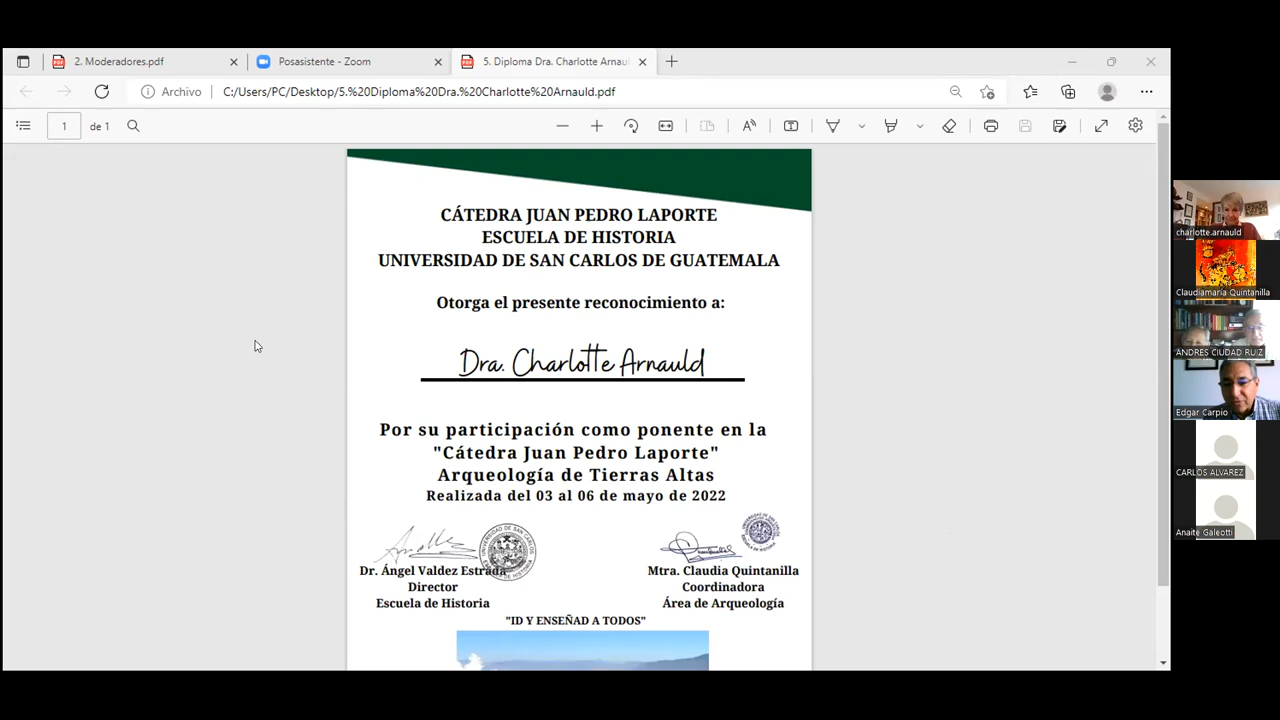 2. Moderadores.pdf
Posasistente - Zoom
5. Diploma Dra. Charlotte Arnaul
Archivo
C:/Users/PC/Desktop/5.%20Diploma%20Dra.%20Charlotte%20Arnauld.pdf
1 de 1
CÁTEDRA JUAN PEDRO LAPORTE
ESCUELA DE HISTORIA
UNIVERSIDAD DE SAN CARLOS DE GUATEMALA
Otorga el presente reconocimiento a:
Dra. Charlotte Arnauld
Por su participación como ponente en la
"Cátedra Juan Pedro Laporte"
Arqueología de Tierras Altas
Realizada del 03 al 06 de mayo de 2022
Dr. Ángel Valdez Estrada
Director
Escuela de Historia
Mtra. Claudia Quintanilla
Coordinadora
Área de Arqueología
"ID Y ENSEÑAD A TODOS"
charlotte.arnauld
Claudiamaría Quintanilla
ANDRES CIUDAD RUIZ
Edgar Carpio
CARLOS ALVAREZ
Anaite Galeotti